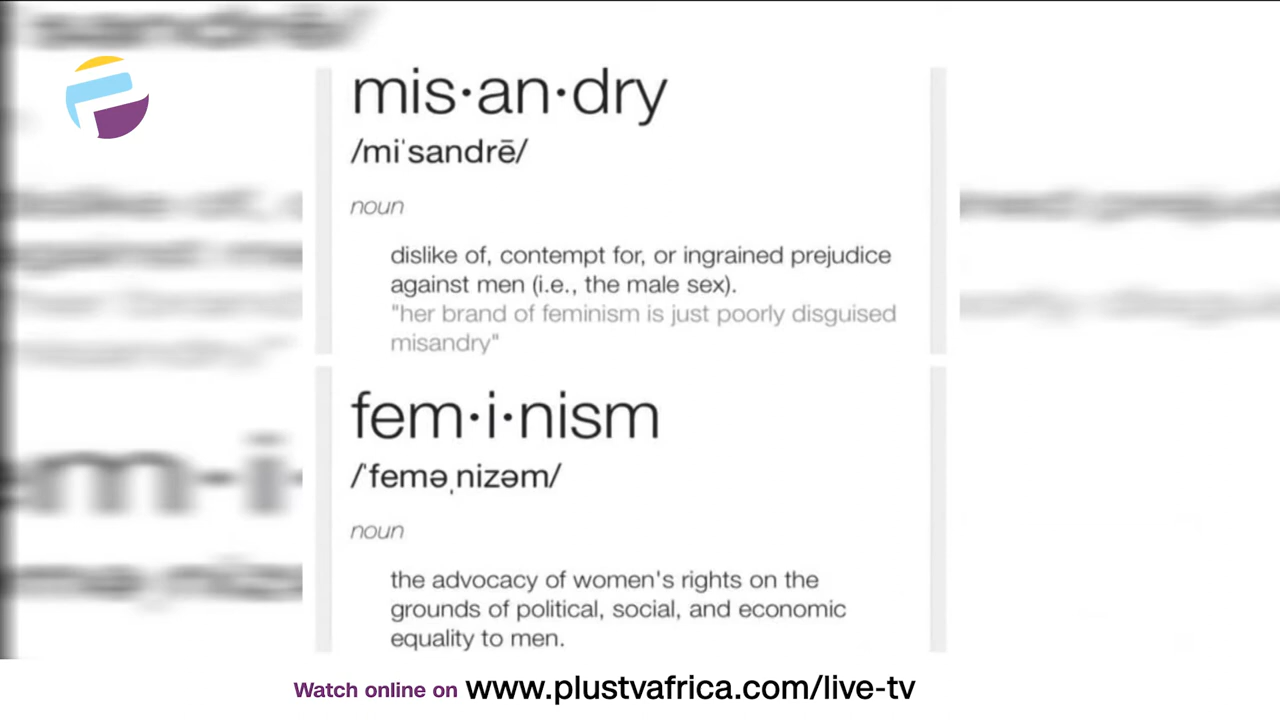 mis·an·dry
/miˈsandrē/
noun
dislike of, contempt for, or ingrained prejudice
against men (i.e., the male sex).
"her brand of feminism is just poorly disguised
misandry"
fem·i·nism
/ˈfeməˌnizəm/
noun
the advocacy of women's rights on the
grounds of political, social, and economic
equality to men.
Watch online on www.plustvafrica.com/live-tv